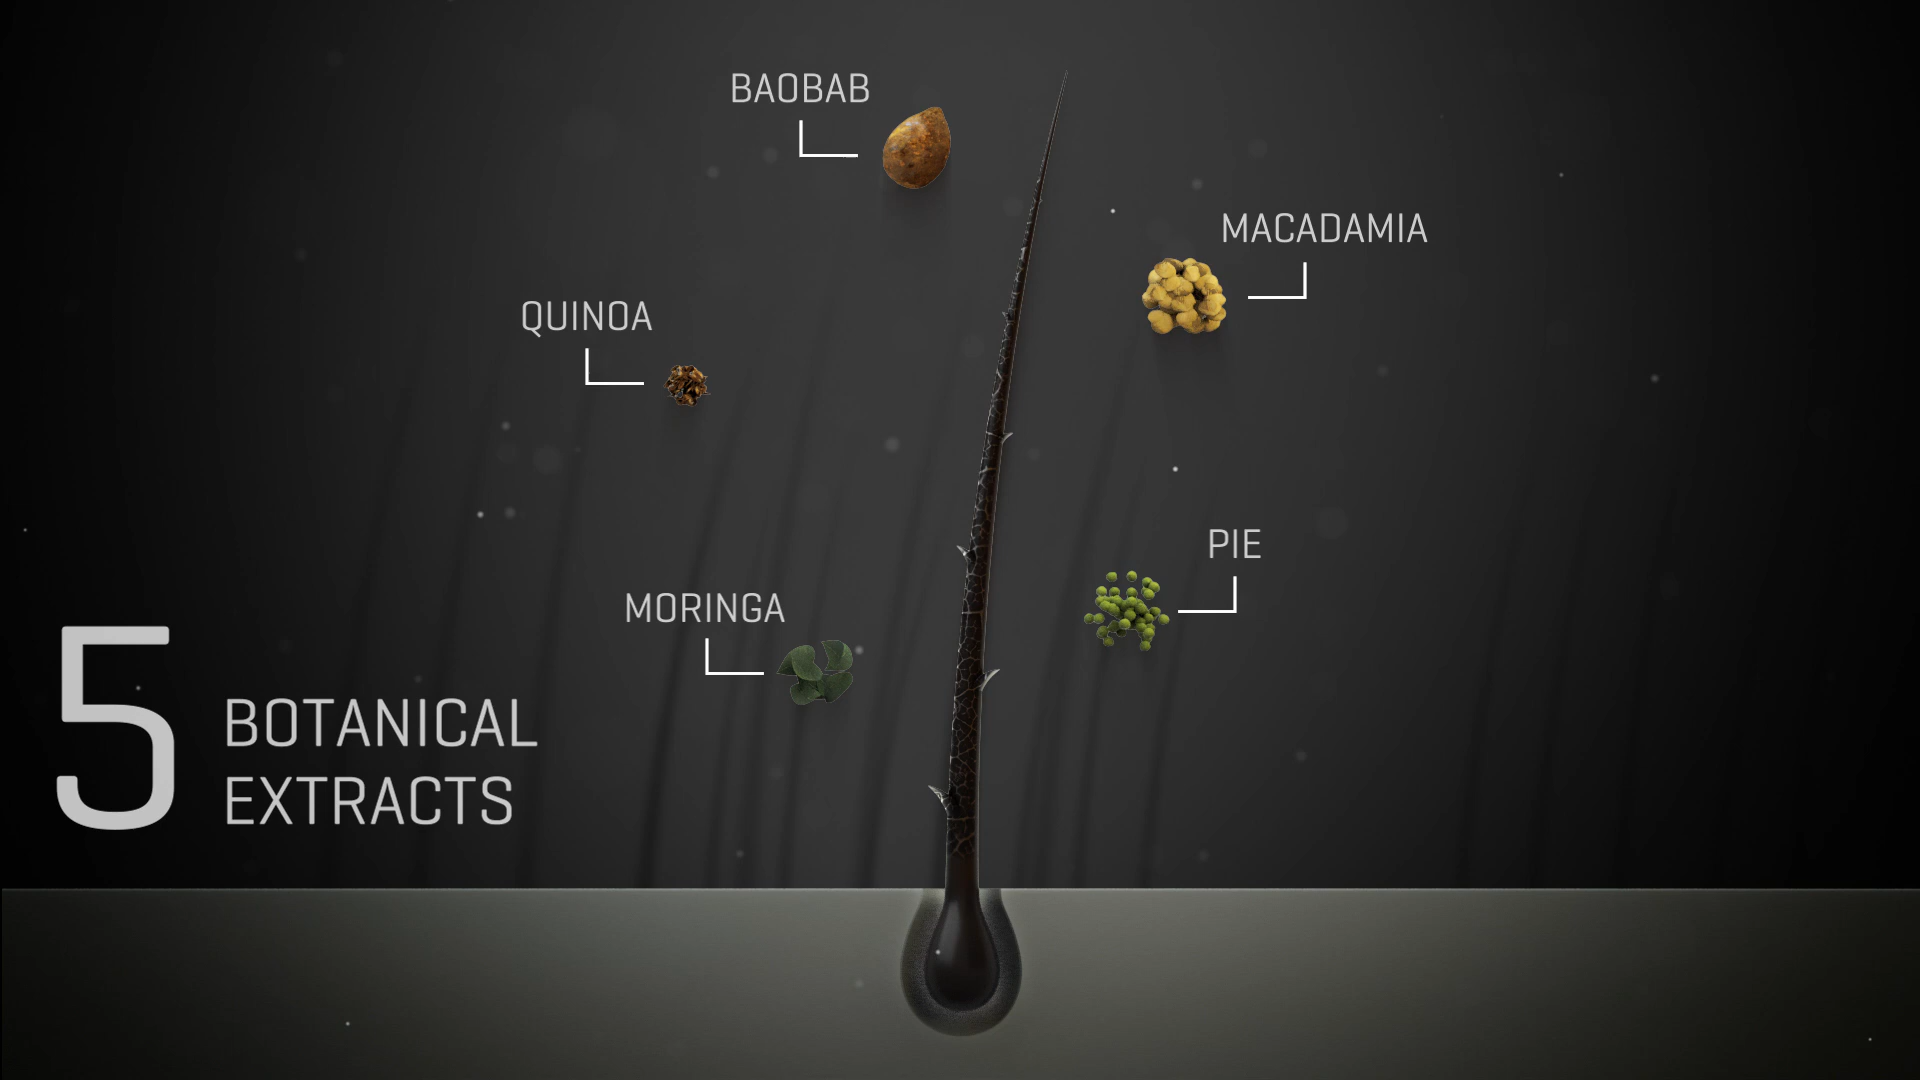 BAOBAB
MACADAMIA
QUINOA
PIE
MORINGA
5
BOTANICAL
EXTRACTS